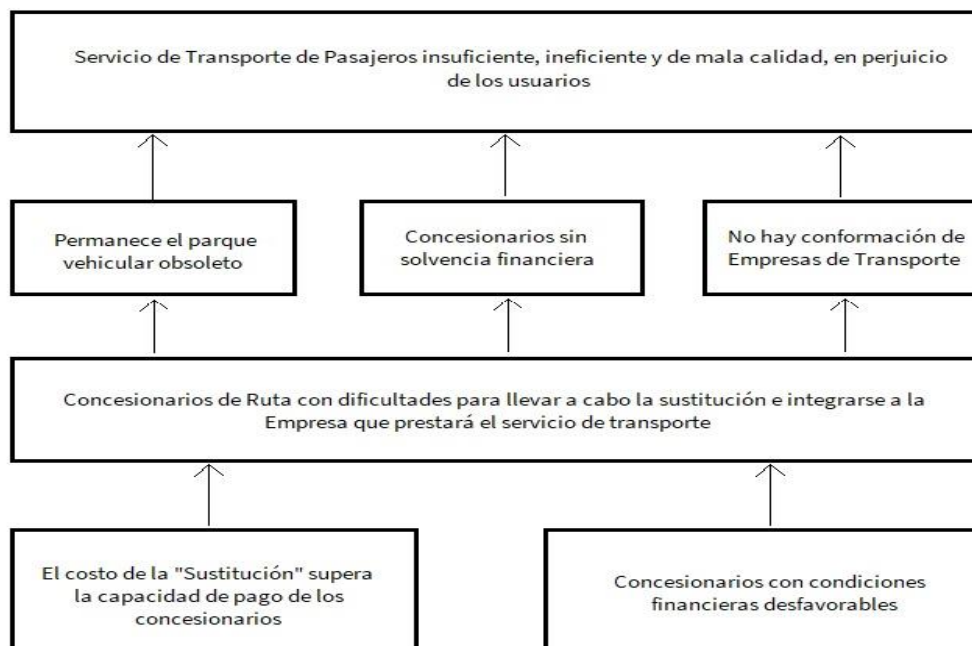 Servicio de Transporte de Pasajeros insuficiente, ineficiente y de mala calidad, en perjuicio
de los usuarios
Permanece el parque
vehicular obsoleto
Concesionarios sin
solvencia financiera
No hay conformación de
Empresas de Transporte
Concesionarios de Ruta con dificultades para llevar a cabo la sustitución e integrarse a la
Empresa que prestará el servicio de transporte
El costo de la "Sustitución" supera
la capacidad de pago de los
concesionarios
Concesionarios con condiciones
financieras desfavorables